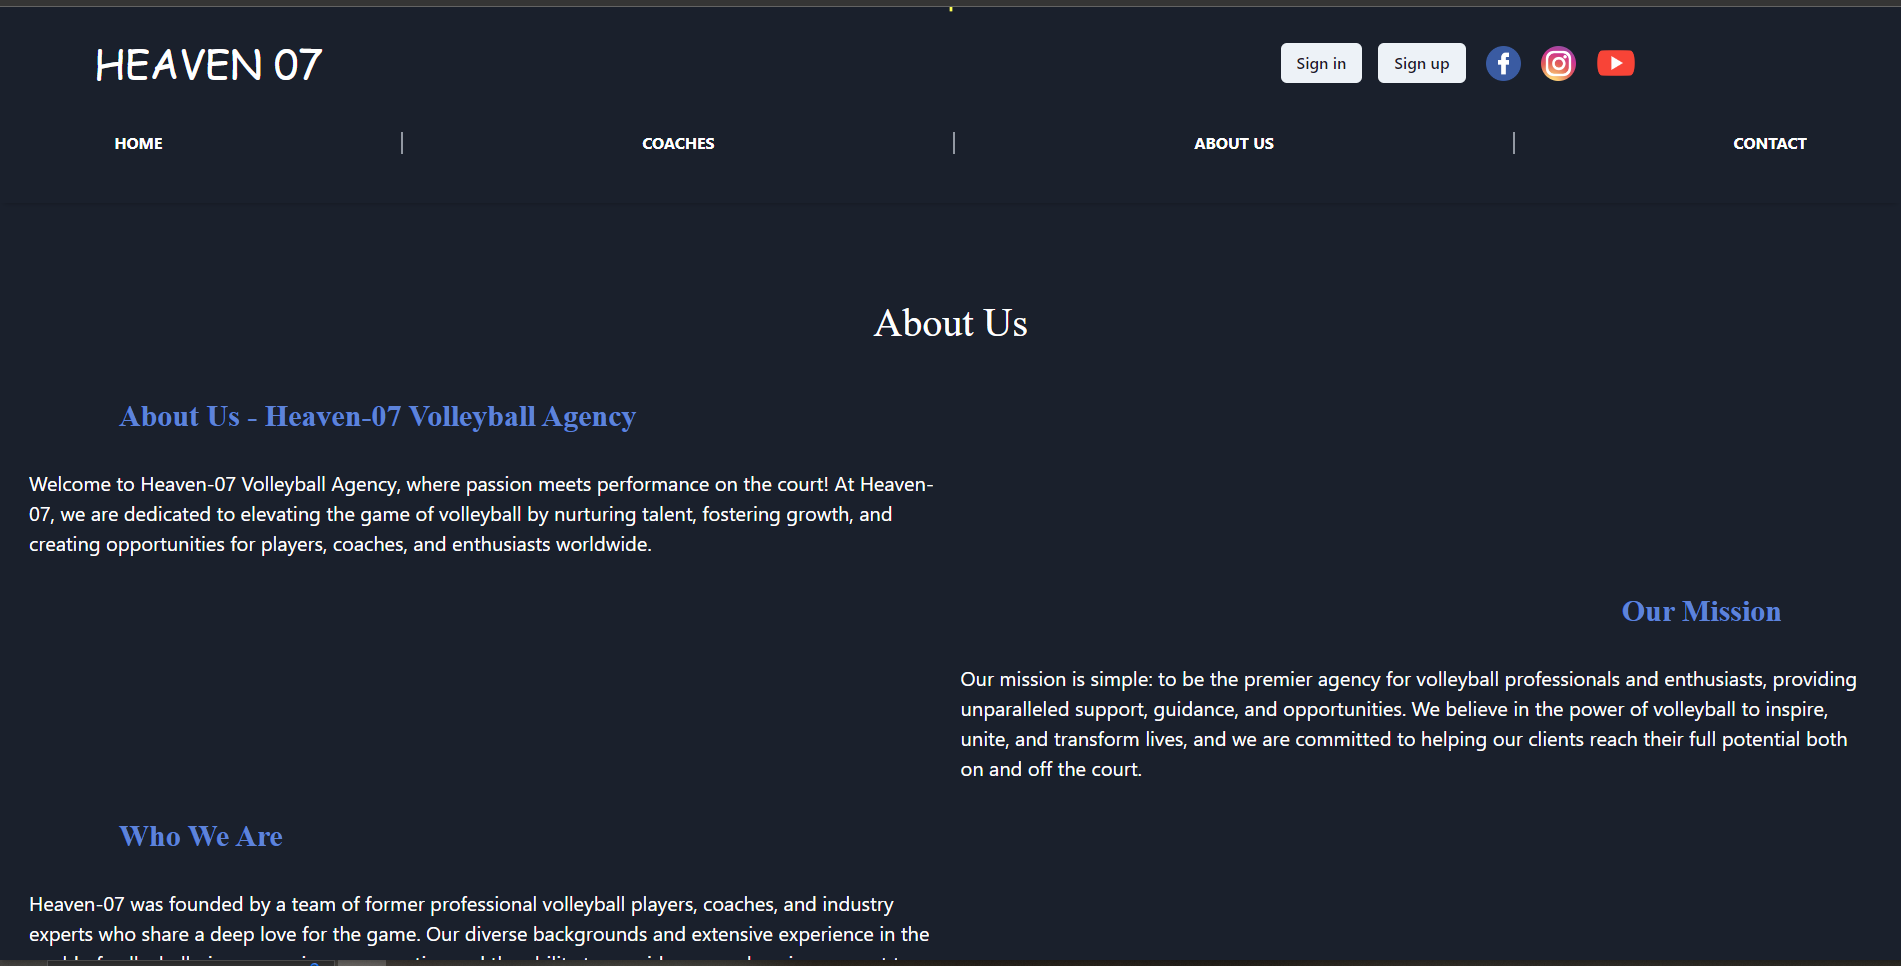 HEAVEN 07
Sign in
Sign up
HOME
COACHES
ABOUT US
CONTACT
About Us
About Us - Heaven-07 Volleyball Agency
Welcome to Heaven-07 Volleyball Agency, where passion meets performance on the court! At Heaven-
07, we are dedicated to elevating the game of volleyball by nurturing talent, fostering growth, and
creating opportunities for players, coaches, and enthusiasts worldwide.
Our Mission
Our mission is simple: to be the premier agency for volleyball professionals and enthusiasts, providing
unparalleled support, guidance, and opportunities. We believe in the power of volleyball to inspire,
unite, and transform lives, and we are committed to helping our clients reach their full potential both
on and off the court.
Who We Are
Heaven-07 was founded by a team of former professional volleyball players, coaches, and industry
experts who share a deep love for the game. Our diverse backgrounds and extensive experience in the